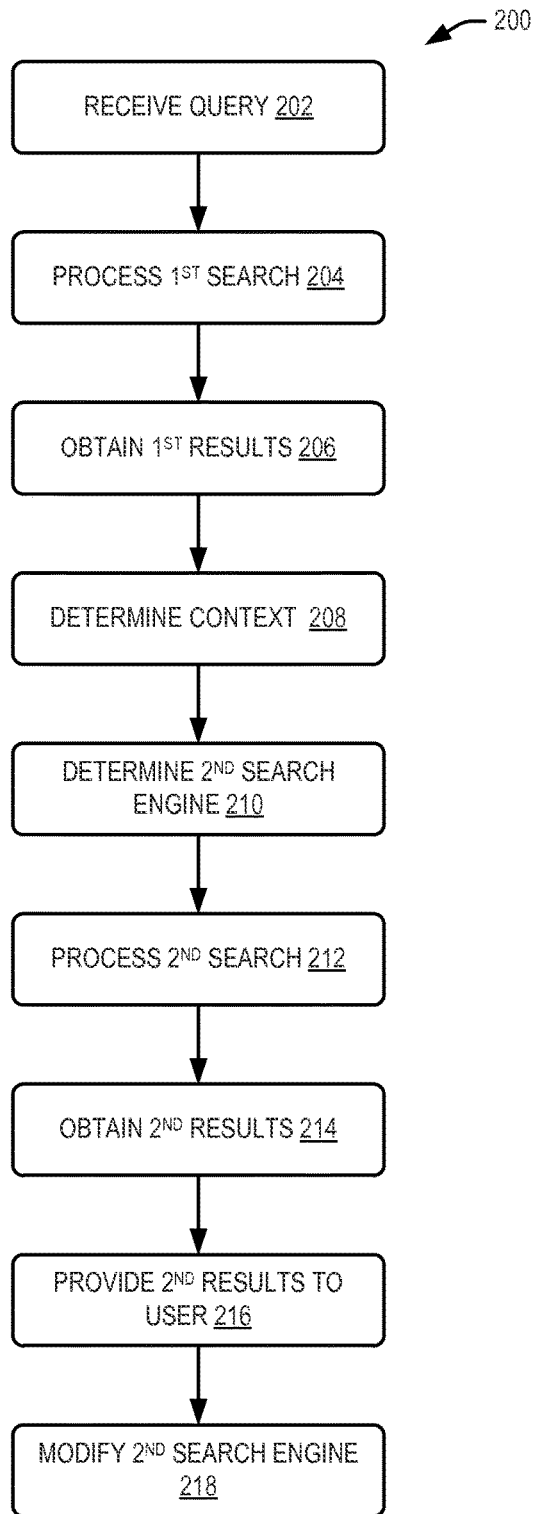 200
RECEIVE QUERY 202
PROCESS 1ST SEARCH 204
OBTAIN 1ST RESULTS 206
DETERMINE CONTEXT 208
DETERMINE 2ND SEARCH
ENGINE 210
PROCESS 2ND SEARCH 212
OBTAIN 2ND RESULTS 214
PROVIDE 2ND RESULTS TO
USER 216
MODIFY 2ND SEARCH ENGINE
218